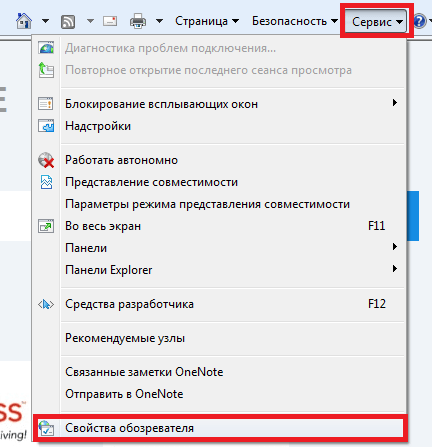 Страница Безопасность Сервис
Диагностика проблем подключения...
Повторное открытие последнего сеанса просмотра
E
Блокирование всплывающих окон
Надстройки
Работать автономно
Представление совместимости
Параметры режима представления совместимости
Во весь экран F11
Панели
Панели Explorer
Средства разработчика F12
Рекомендуемые узлы
Связанные заметки OneNote
Отправить в OneNote
SS™
Свойства обозревателя
iving!